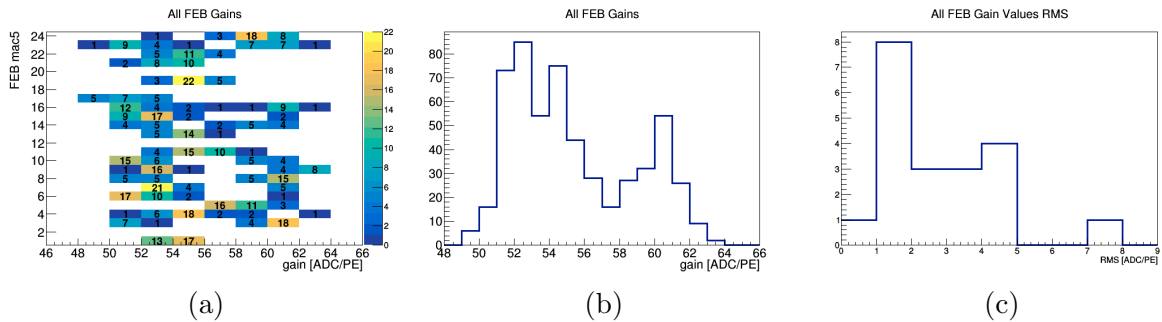 All FEB Gains
FEB mac5
24
22
20
18
16
14
12
10
8
6
4
2
1 3 18 8
1 9 4 1 7 7 1
5 11 4
2 8 10
3 22 5
5 7 5
12 4 2 1 1 9 1
9 17 2 2
4 5 2 5 4
5 14 1
4 15 10 1
15 6 5 4
1 16 1 4 8
5 5 5 15
21 4 5
17 10 2 1
16 11 3
1 6 18 2 2 1
7 1 4 18
13 17
46 48 50 52 54 56 58 60 62 64 66
gain [ADC/PE]
22
20
18
16
14
12
10
8
6
4
2
0
(a)
All FEB Gains
80
70
60
50
40
30
20
10
0
48 50 52 54 56 58 60 62 64 66
gain [ADC/PE]
(b)
All FEB Gain Values RMS
8
7
6
5
4
3
2
1
0
0 1 2 3 4 5 6 7 8 9
RMS [ADC/PE]
(c)